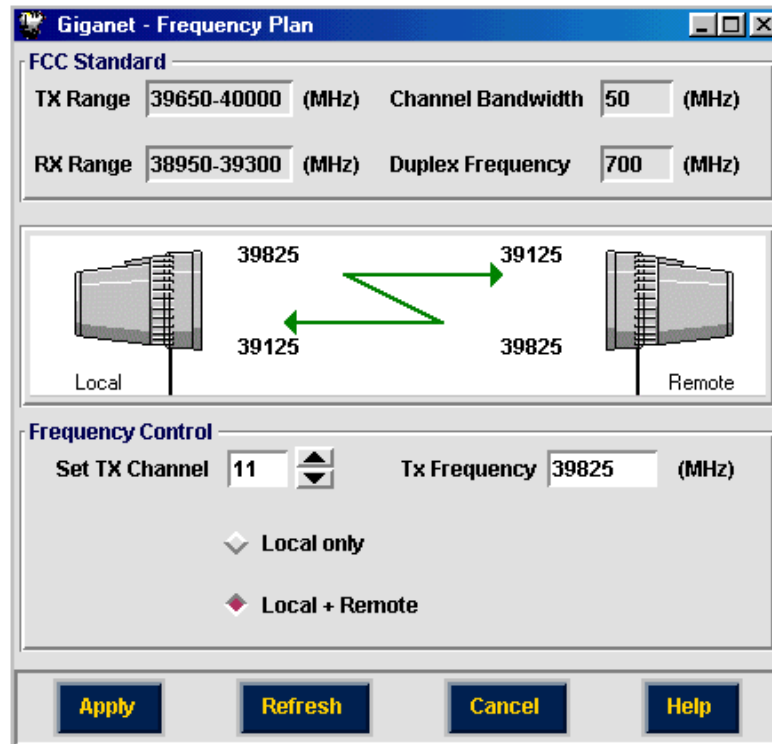 Giganet - Frequency Plan
FCC Standard
TX Range 39650-40000 (MHz) Channel Bandwidth 50 (MHz)
RX Range 38950-39300 (MHz) Duplex Frequency 700 (MHz)
39825 39125
39125 39825
Local Remote
Frequency Control
Set TX Channel 11 Tx Frequency 39825 (MHz)
Local only
Local + Remote
Apply Refresh Cancel Help